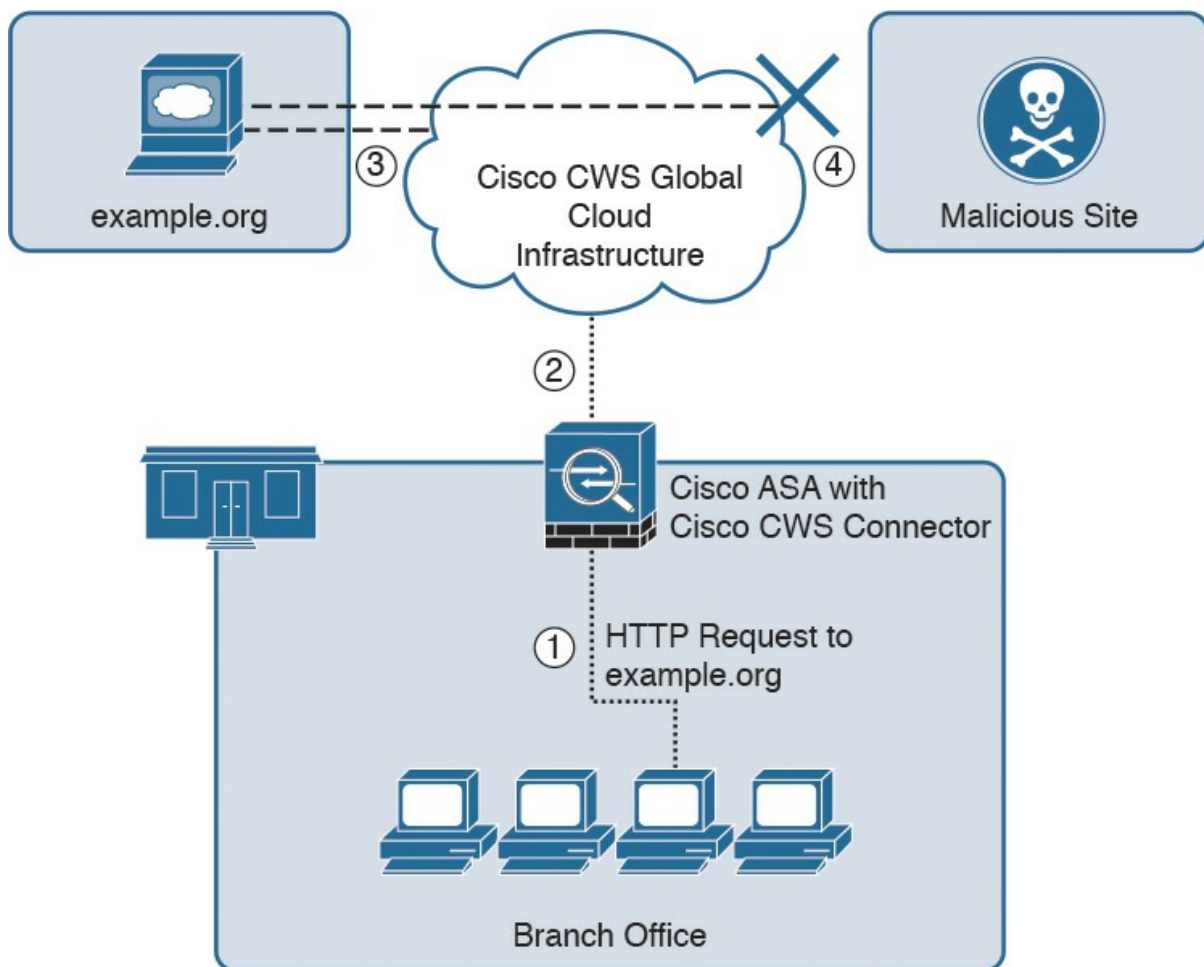 example.org
③
Cisco CWS Global
Cloud
Infrastructure
④
Malicious Site
②
Cisco ASA with
Cisco CWS Connector
①
HTTP Request to
example.org
Branch Office